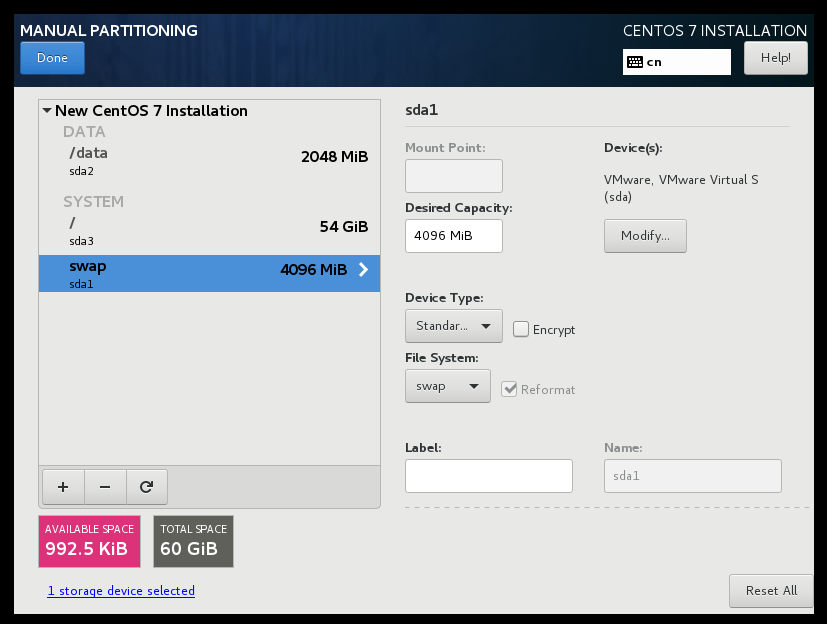 MANUAL PARTITIONING
CENTOS 7 INSTALLATION
Done
cn
Help!
New CentOS 7 Installation
DATA
/data
2048 MiB
sda2
SYSTEM
/
54 GiB
sda3
swap
4096 MiB
sda1
+
−
AVAILABLE SPACE
992.5 KiB
TOTAL SPACE
60 GiB
1 storage device selected
sda1
Mount Point:
Device(s):
VMware, VMware Virtual S
(sda)
Desired Capacity:
4096 MiB
Modify...
Device Type:
Standar...
Encrypt
File System:
swap
Reformat
Label:
Name:
sda1
Reset All